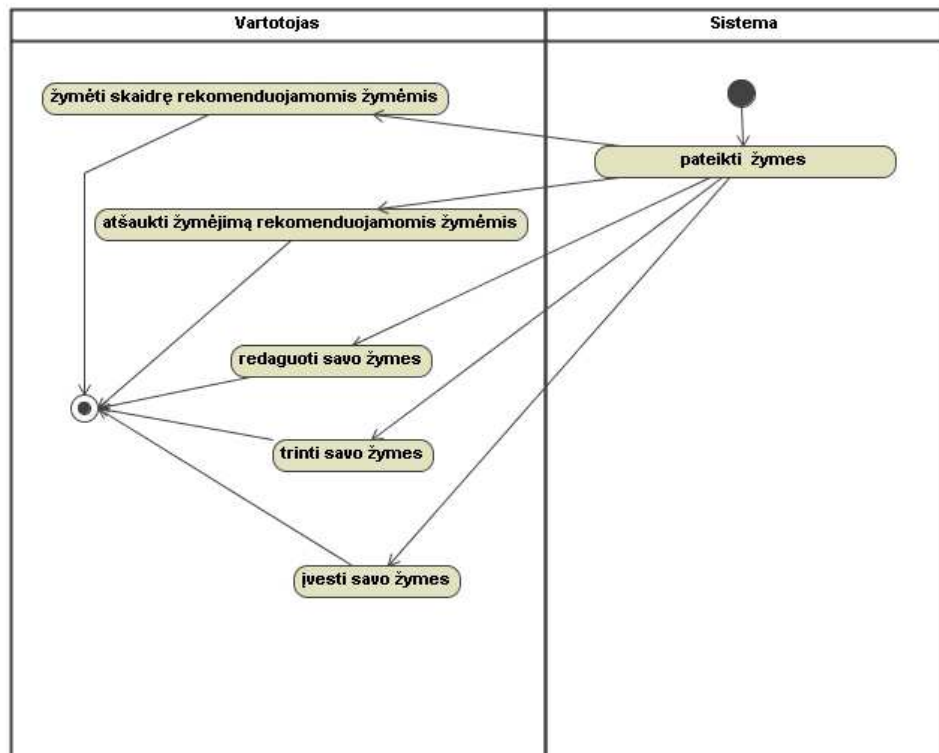 Vartotojas
Sistema
žymėti skaidrę rekomenduojamomis žymėmis
pateikti žymes
atšaukti žymėjimą rekomenduojamomis žymėmis
redaguoti savo žymes
trinti savo žymes
įvesti savo žymes